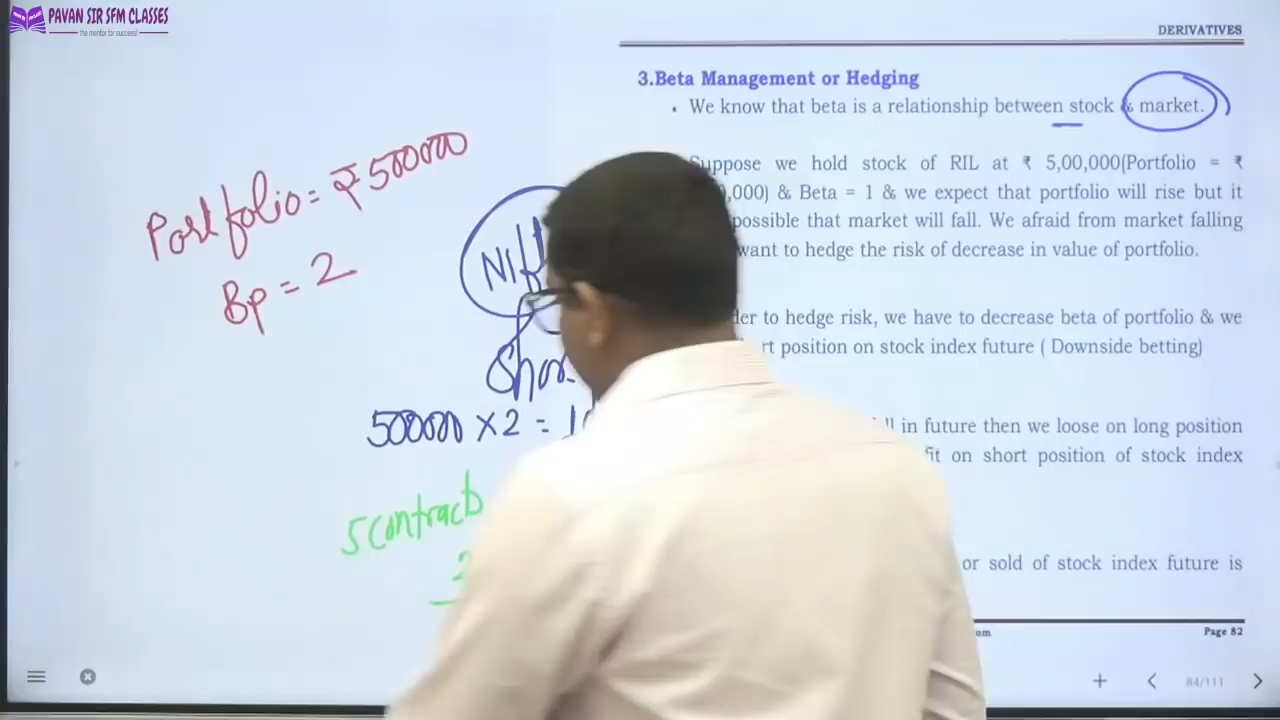 PAVAN SIR SFM CLASSES
the mentor for success!
DERIVATIVES
3.Beta Management or Hedging
• We know that beta is a relationship between stock & market.
Suppose we hold stock of RIL at ₹ 5,00,000(Portfolio = ₹
,000) & Beta = 1 & we expect that portfolio will rise but it
possible that market will fall. We afraid from market falling
want to hedge the risk of decrease in value of portfolio.
to hedge risk, we have to decrease beta of portfolio & we
position on stock index future ( Downside betting)
in future then we loose on long position
on short position of stock index
or sold of stock index future is
Page 82
84/111
Portfolio = ₹ 500000
Bp = 2
500000 × 2 =
5 contracts